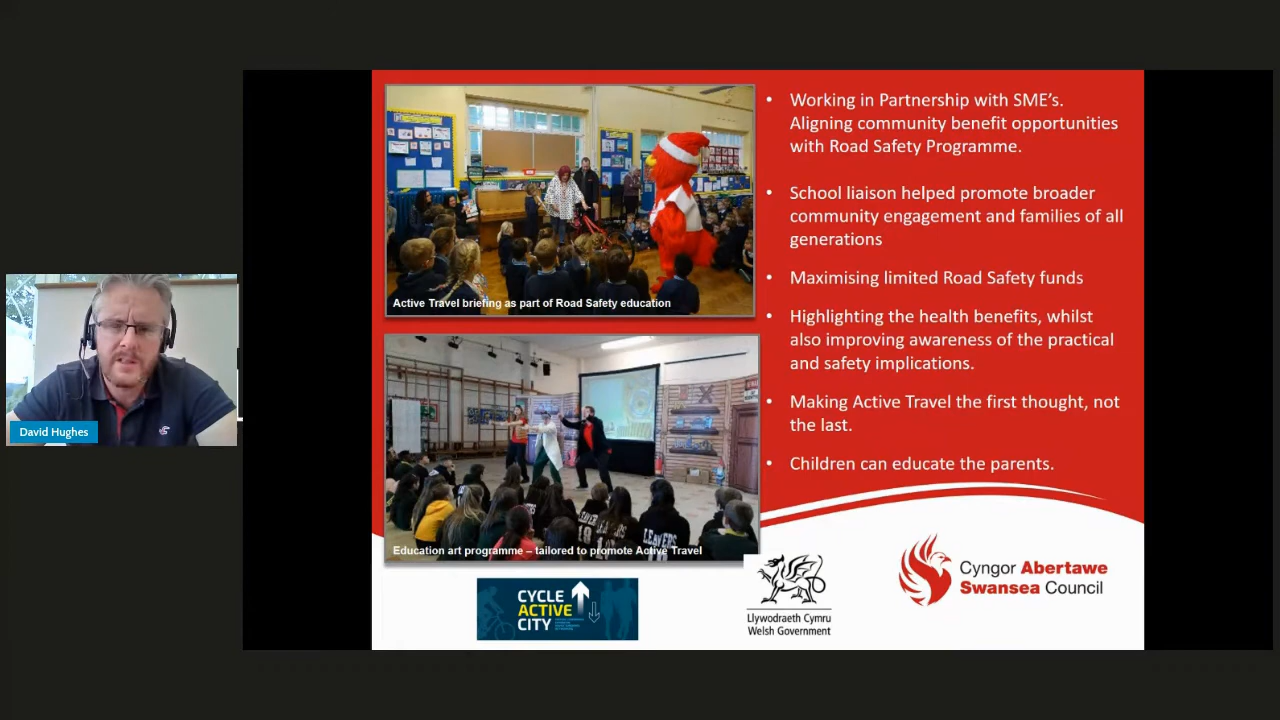 Working in Partnership with SME's.
Aligning community benefit opportunities
with Road Safety Programme.
School liaison helped promote broader
community engagement and families of all
generations
Maximising limited Road Safety funds
Highlighting the health benefits, whilst
also improving awareness of the practical
and safety implications.
Making Active Travel the first thought, not
the last.
Children can educate the parents.
Active Travel briefing as part of Road Safety education
LEAVERS
LEAVERS
Education art programme – tailored to promote Active Travel
David Hughes
CYCLE
ACTIVE
CITY
Llywodraeth Cymru
Welsh Government
Cyngor Abertawe
Swansea Council